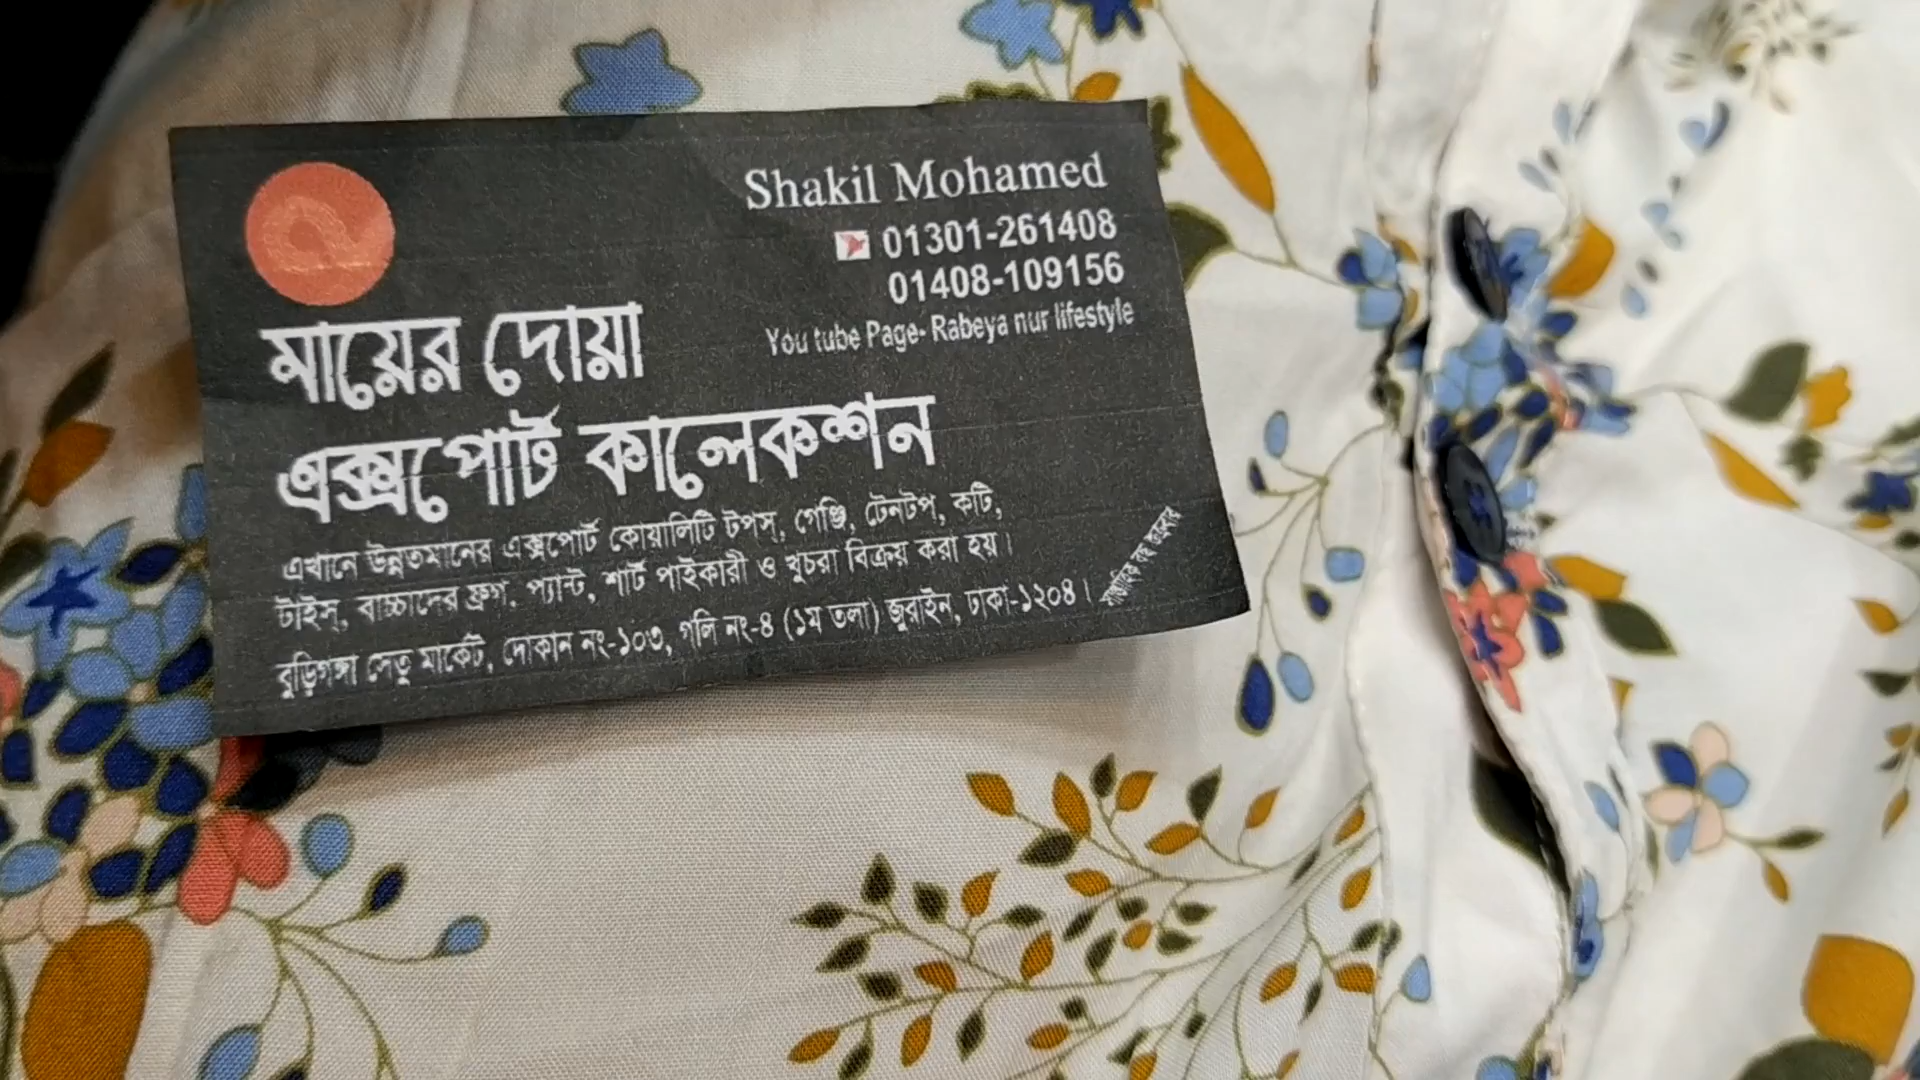 Shakil Mohamed
01301-261408
01408-109156
You tube Page- Rabeya nur lifestyle
মায়ের দোয়া
এক্সপোর্ট কালেকশন
এখানে উন্নতমানের এক্সপোর্ট কোয়ালিটি টপস্, গেঞ্জি, টেনটপ, কটি,
টাইস্, বাচ্চাদের ফ্রগ, প্যান্ট, শার্ট পাইকারী ও খুচরা বিক্রয় করা হয়।
বুড়িগঙ্গা সেতু মার্কেট, দোকান নং-১০৩, গলি নং-৪ (১ম তলা) জুরাইন, ঢাকা-১২০৪।
সাপ্তাহিক বন্ধ শুক্রবার